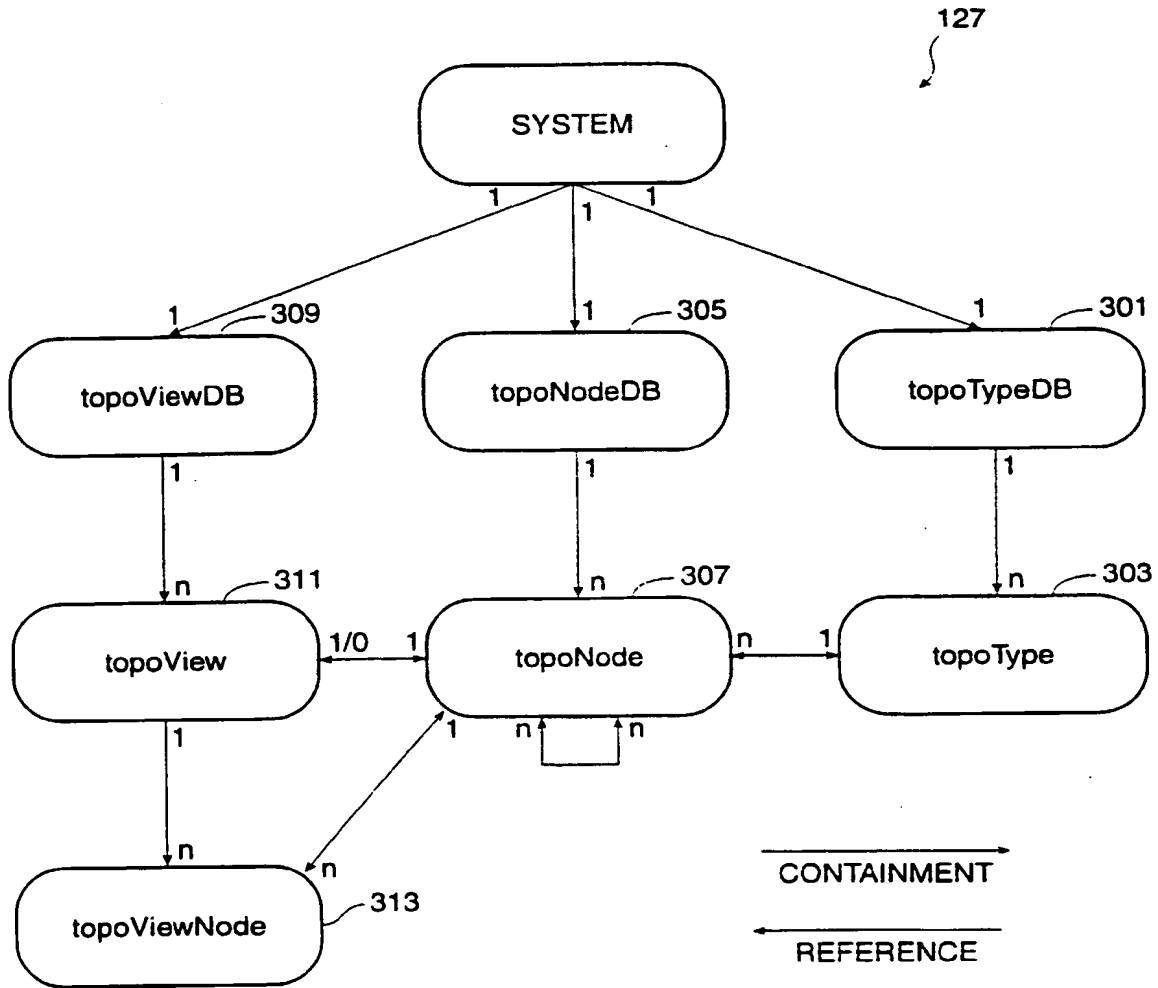 127
SYSTEM
1 1 1
1 309 1 305 1 301
topoViewDB topoNodeDB topoTypeDB
1 1 1
n 311 n 307 n 303
topoView 1/0 1 topoNode n 1 topoType
1 1 n n
n n
CONTAINMENT
topoViewNode 313
REFERENCE